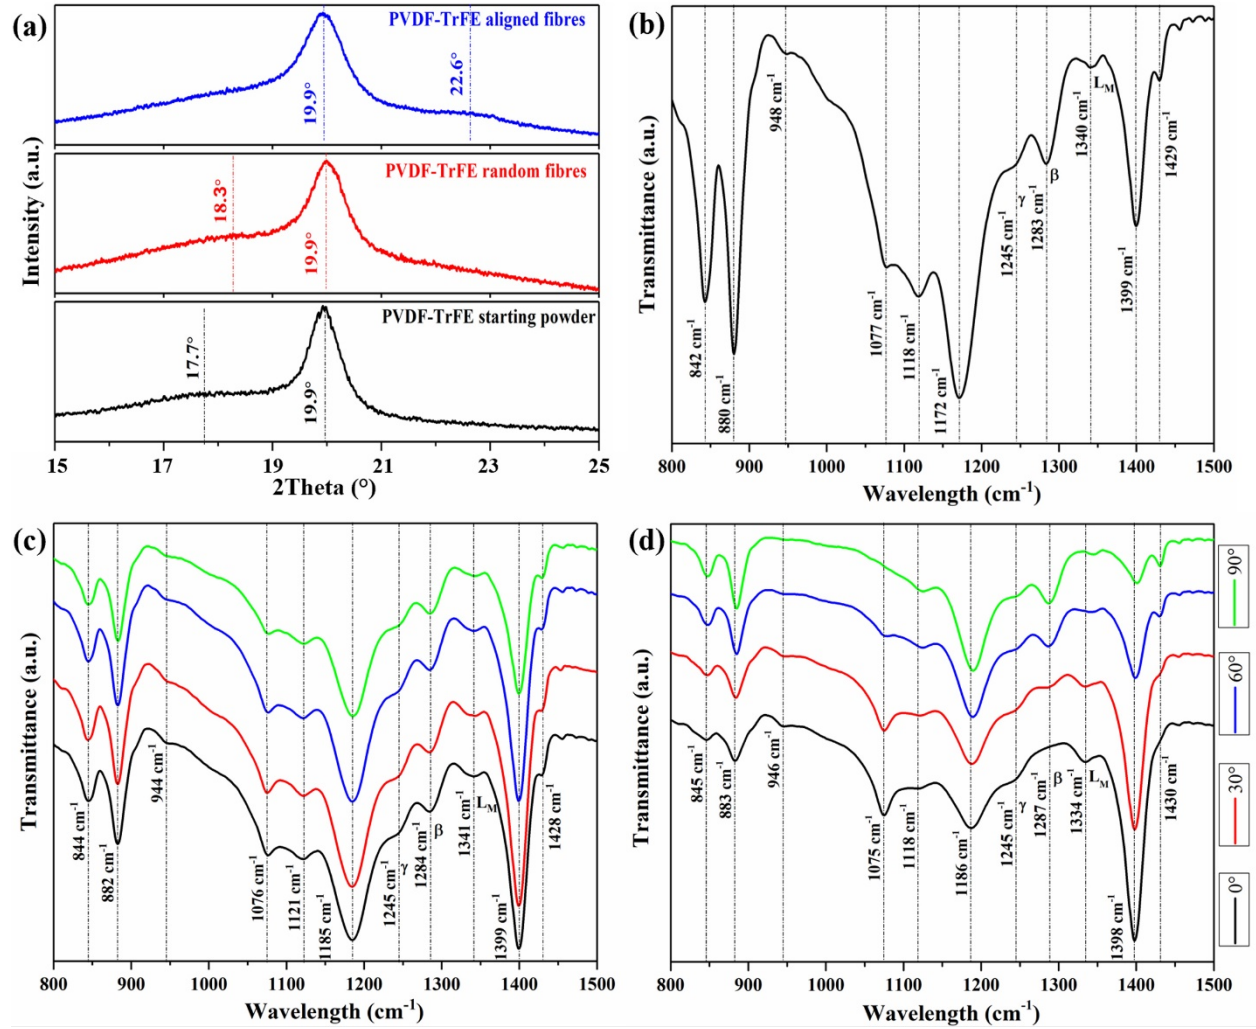 (a)
PVDF-TrFE aligned fibres
19.9°
22.6°
PVDF-TrFE random fibres
18.3°
19.9°
PVDF-TrFE starting powder
17.7°
19.9°
Intensity (a.u.)
15 17 19 21 23 25
2Theta (°)
(b)
Transmittance (a.u.)
842 cm-1
880 cm-1
948 cm-1
1077 cm-1
1118 cm-1
1172 cm-1
1245 cm-1
γ
1283 cm-1
β
1340 cm-1
LM
1399 cm-1
1429 cm-1
800 900 1000 1100 1200 1300 1400 1500
Wavelength (cm-1)
(c)
Transmittance (a.u.)
844 cm-1
882 cm-1
944 cm-1
1076 cm-1
1121 cm-1
1185 cm-1
1245 cm-1
γ
1284 cm-1
β
1341 cm-1
LM
1399 cm-1
1428 cm-1
800 900 1000 1100 1200 1300 1400 1500
Wavelength (cm-1)
(d)
Transmittance (a.u.)
845 cm-1
883 cm-1
946 cm-1
1075 cm-1
1118 cm-1
1186 cm-1
1245 cm-1
γ
1287 cm-1
β
1334 cm-1
LM
1398 cm-1
1430 cm-1
800 900 1000 1100 1200 1300 1400 1500
Wavelength (cm-1)
90°
60°
30°
0°